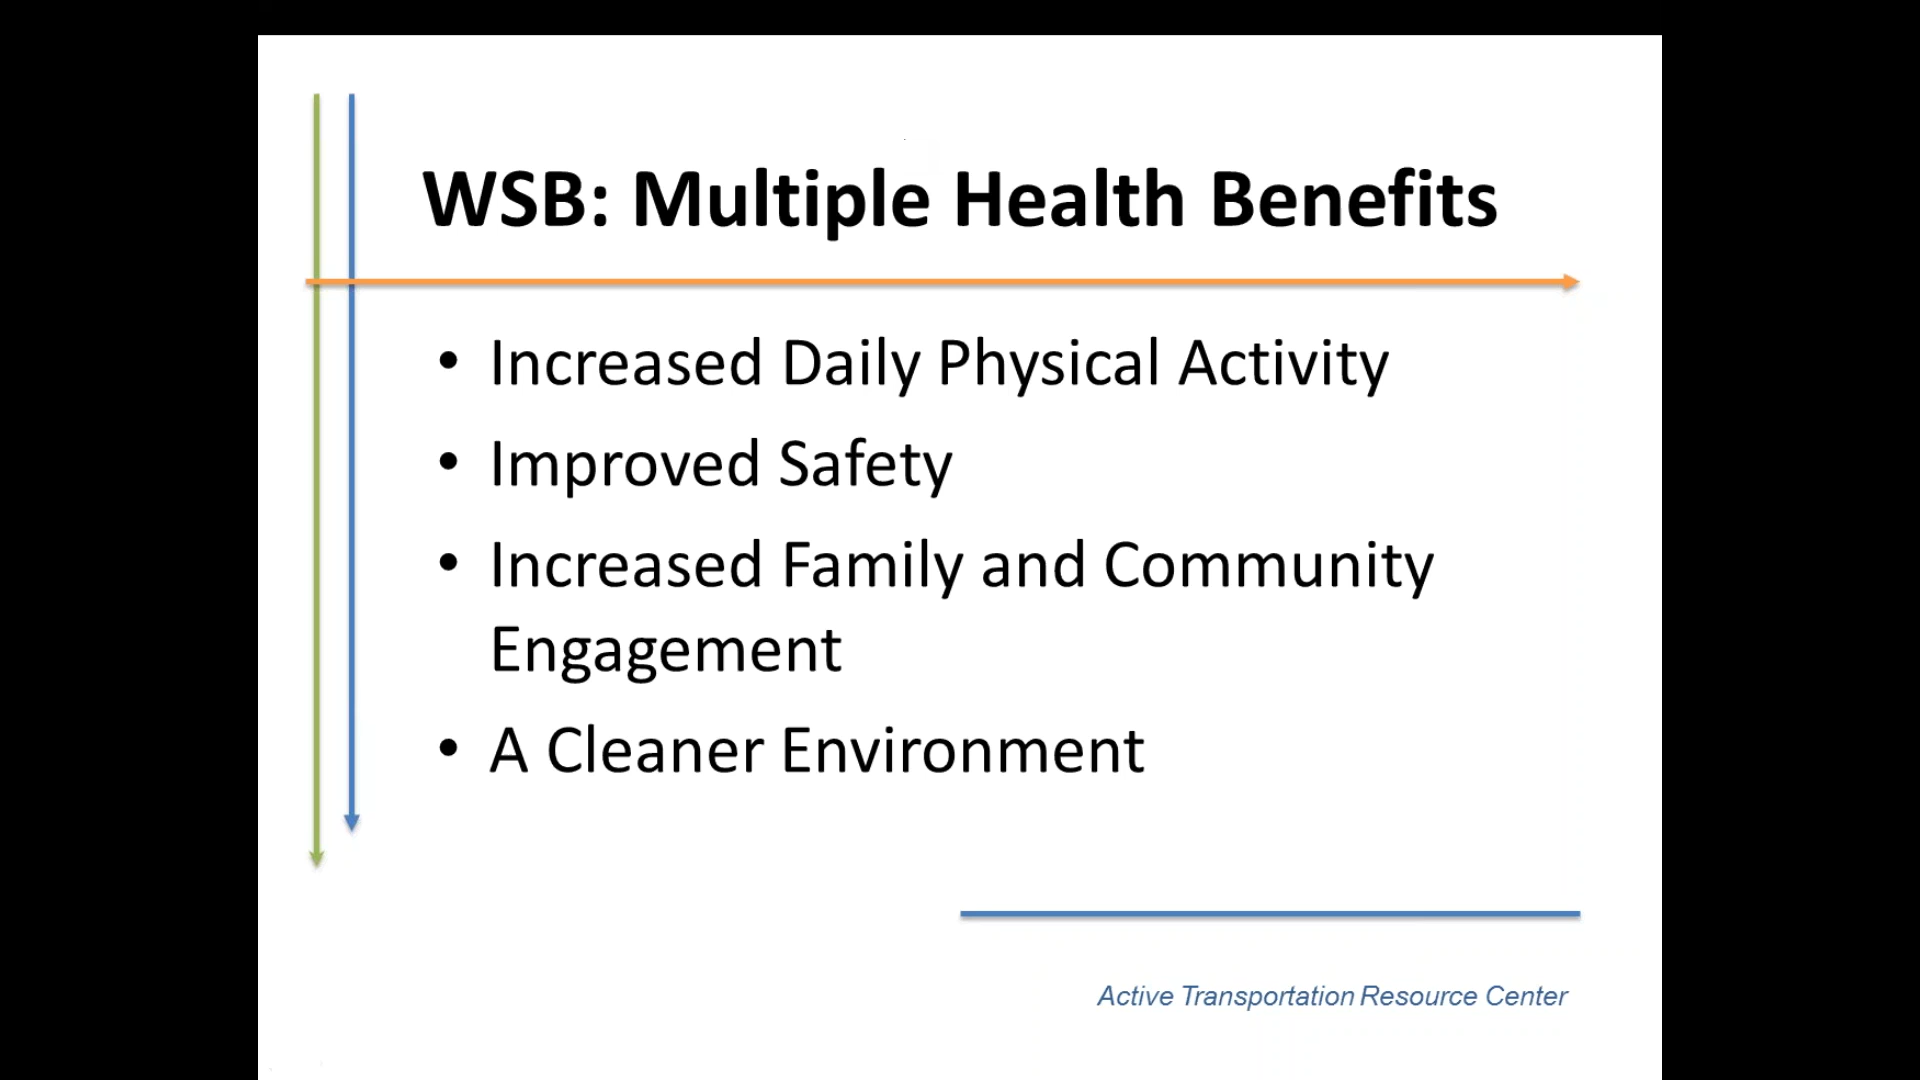 WSB: Multiple Health Benefits
• Increased Daily Physical Activity
• Improved Safety
• Increased Family and Community
Engagement
• A Cleaner Environment
Active Transportation Resource Center